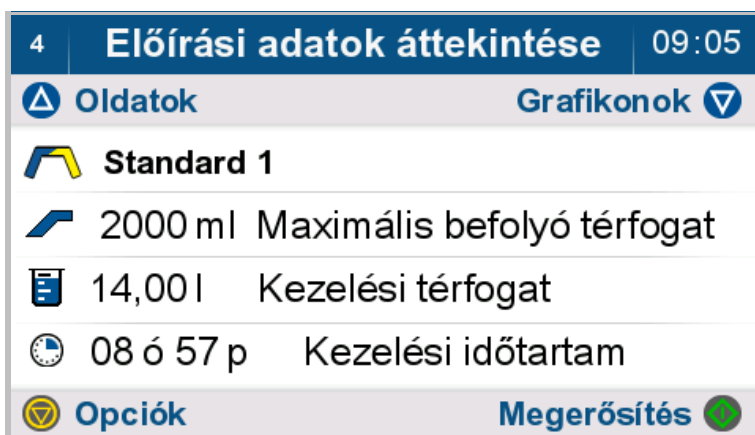 4 Előírási adatok áttekintése 09:05
Oldatok Grafikonok
Standard 1
2000 ml Maximális befolyó térfogat
14,00 l Kezelési térfogat
08 ó 57 p Kezelési időtartam
Opciók Megerősítés